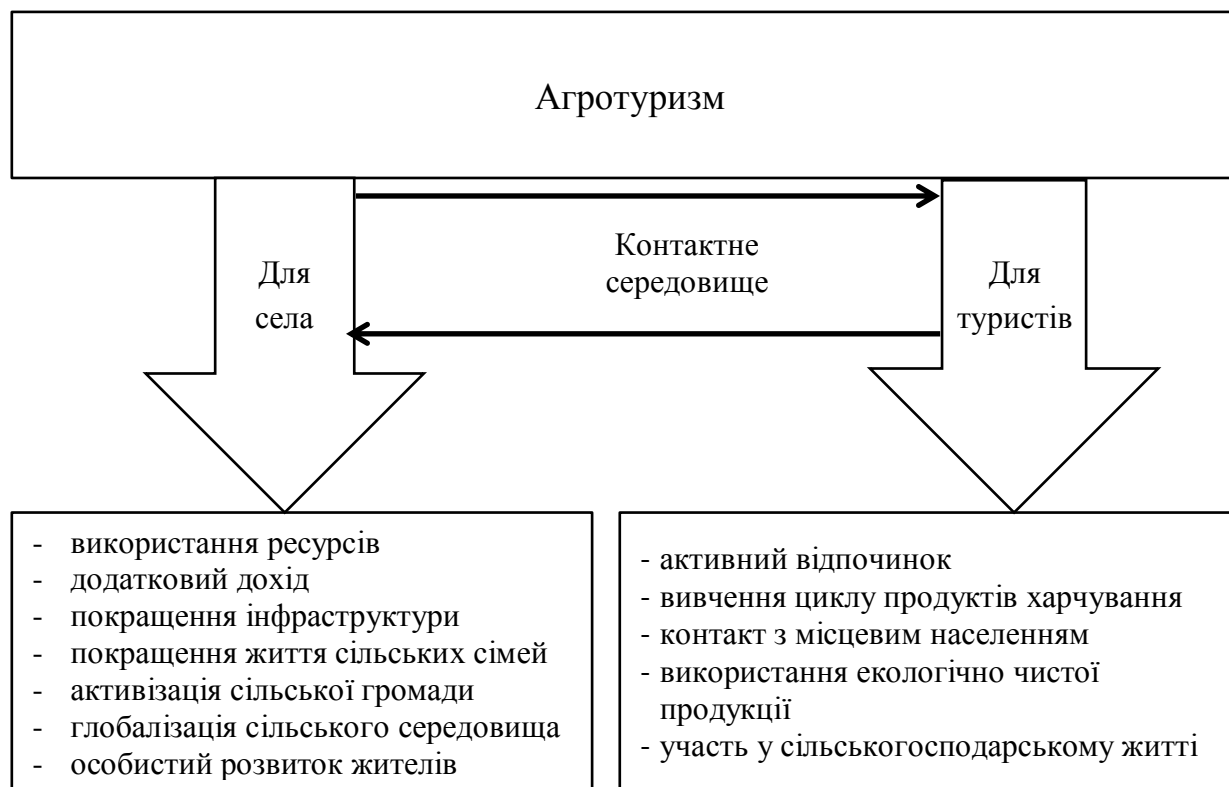 Агротуризм
Для
села
Контактне
середовище
Для
туристів
- використання ресурсів
- додатковий дохід
- покращення інфраструктури
- покращення життя сільських сімей
- активізація сільської громади
- глобалізація сільського середовища
- особистий розвиток жителів
- активний відпочинок
- вивчення циклу продуктів харчування
- контакт з місцевим населенням
- використання екологічно чистої
продукції
- участь у сільськогосподарському житті